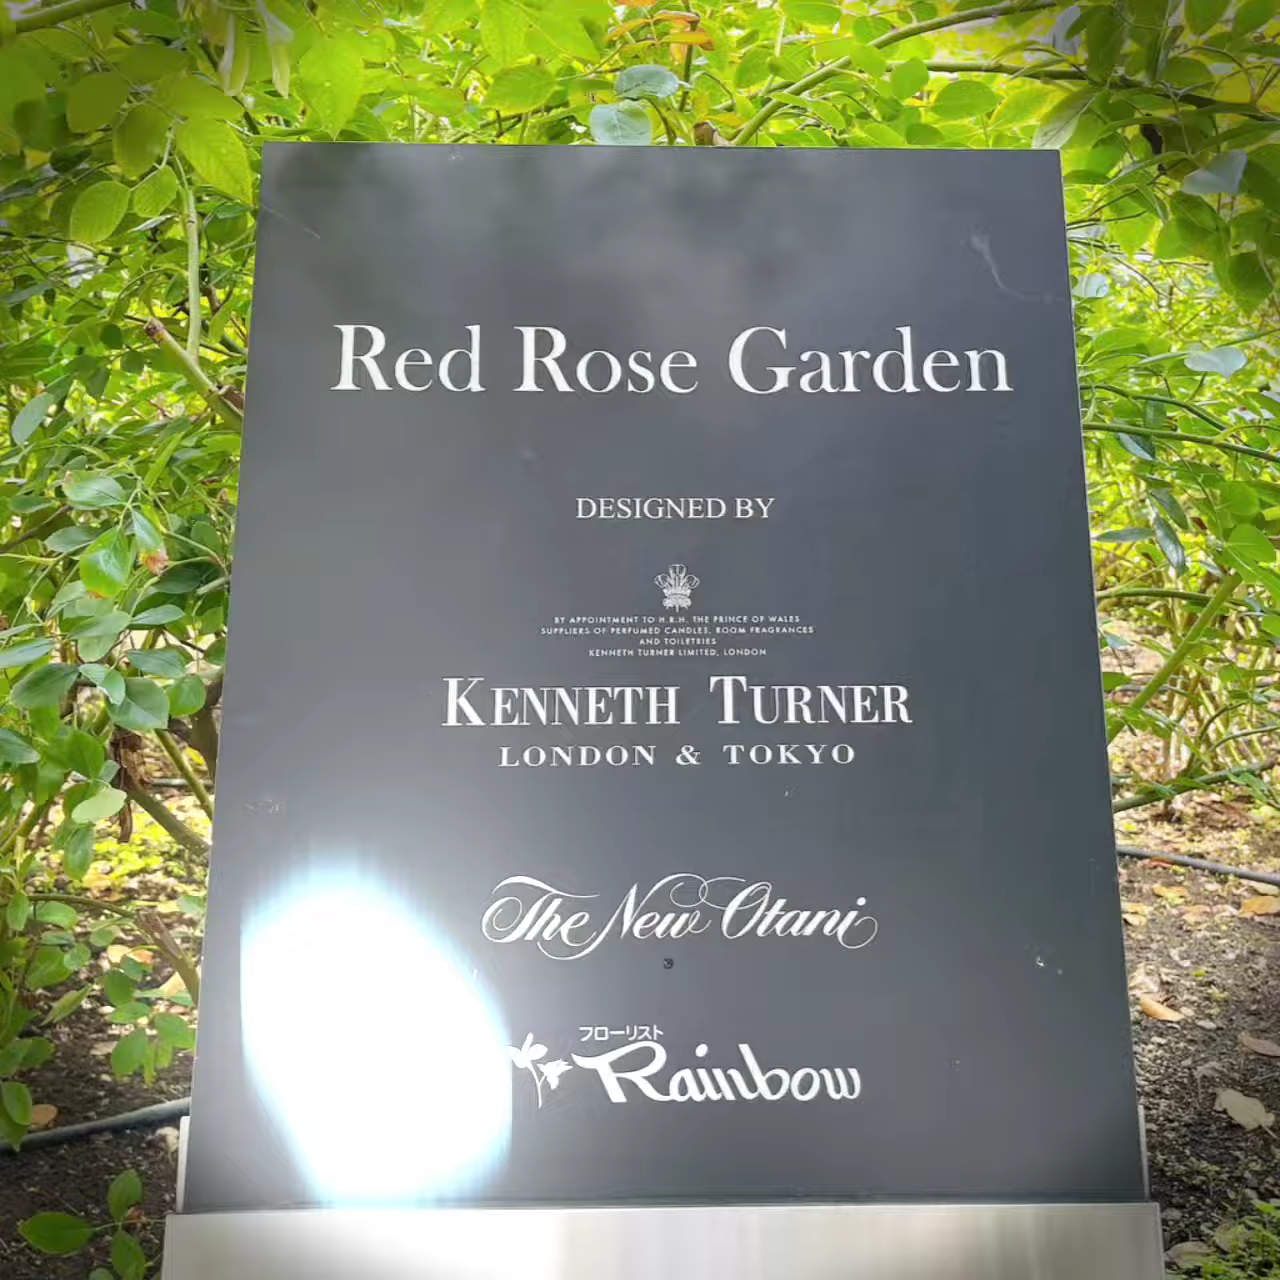 Red Rose Garden
DESIGNED BY
BY APPOINTMENT TO H.R.H. THE PRINCE OF WALES
SUPPLIERS OF PERFUMED CANDLES, ROOM FRAGRANCES
AND TOILETRIES
KENNETH TURNER LIMITED, LONDON
KENNETH TURNER
LONDON & TOKYO
The New Otani
フローリスト
Rainbow